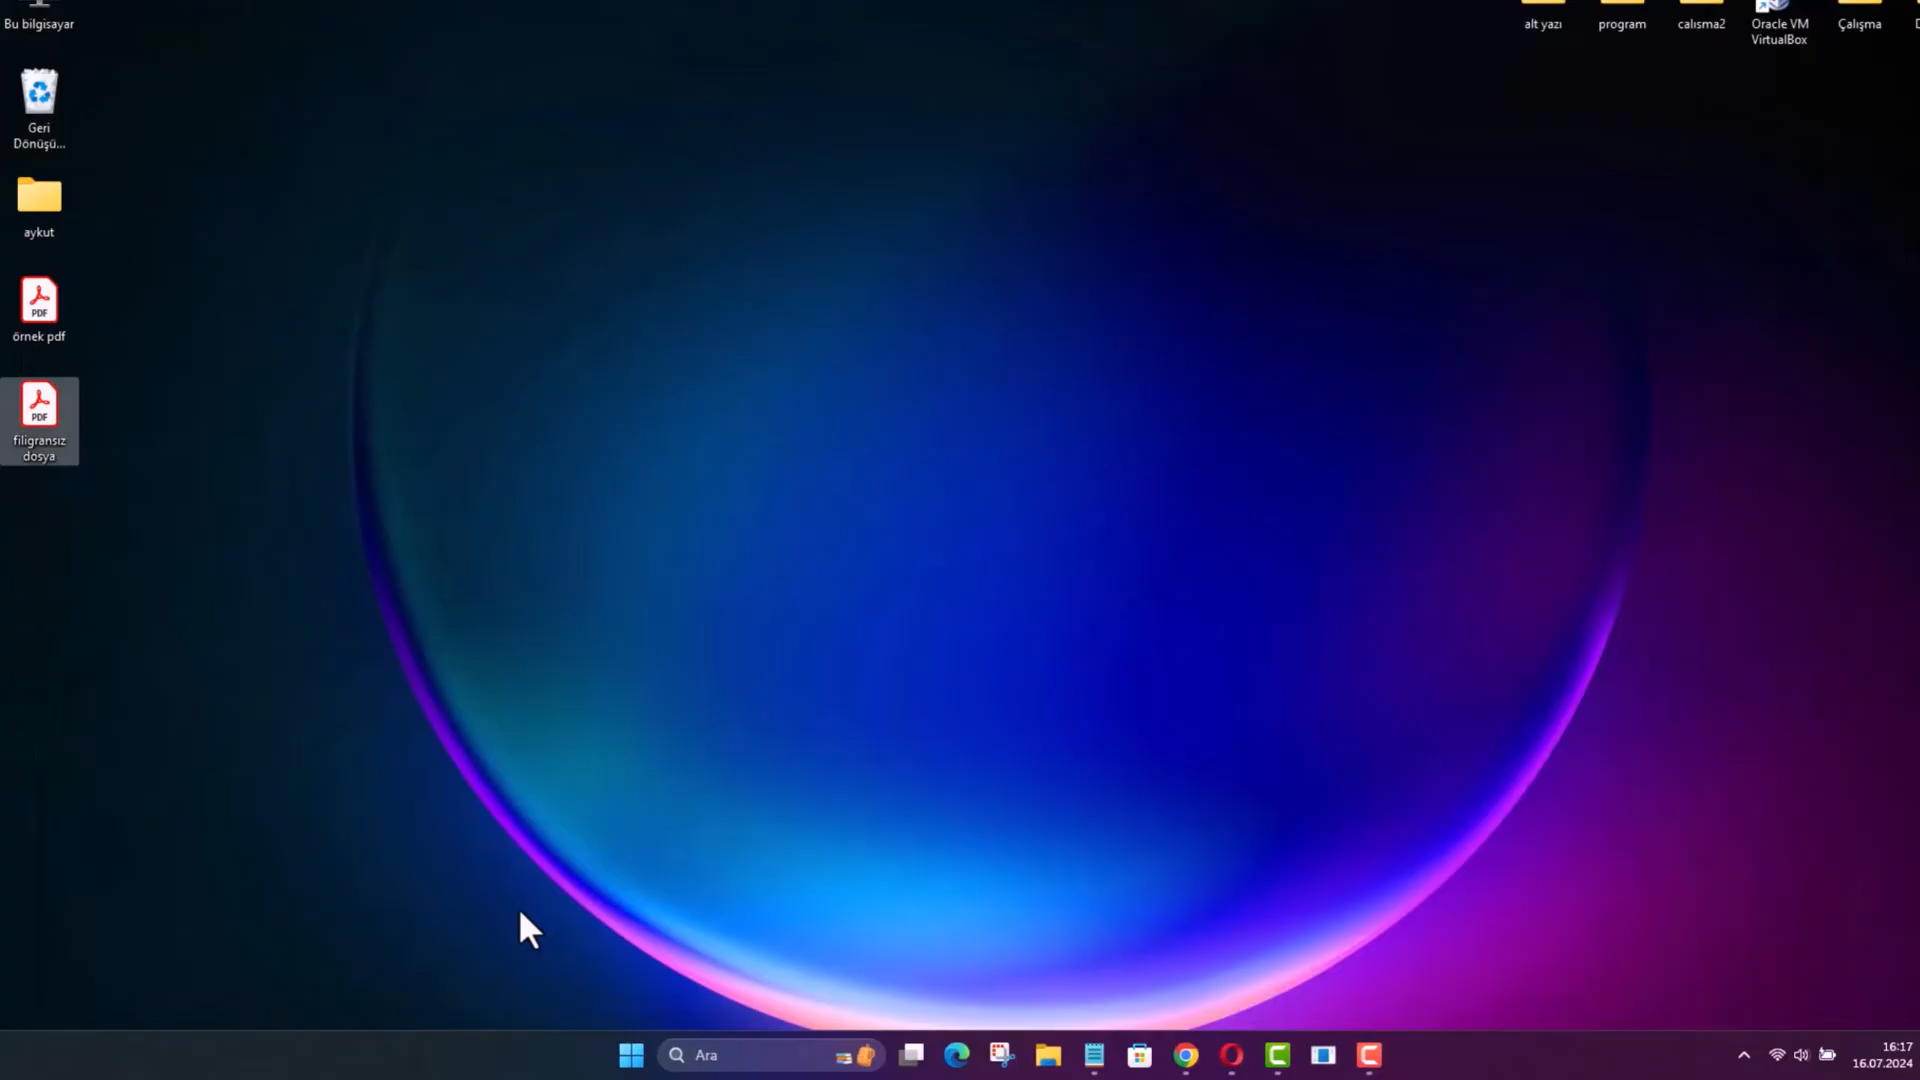 Bu bilgisayar
Geri
Dönüşü...
aykut
PDF
örnek pdf
PDF
filigransız
dosya
alt yazı
program
calısma2
Oracle VM
VirtualBox
Çalışma
Ara
16:17
16.07.2024